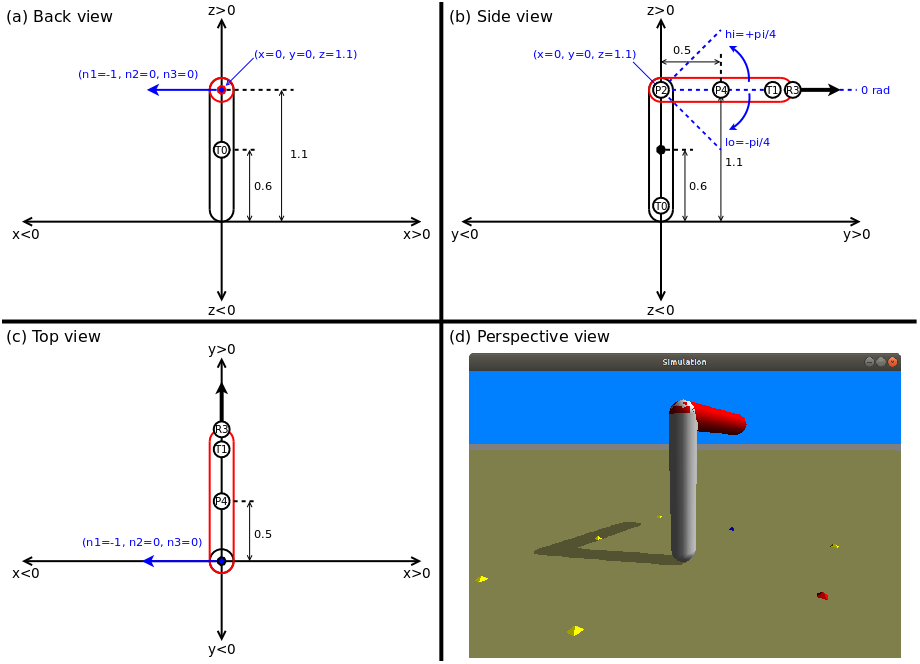 (a) Back view
z>0
(x=0, y=0, z=1.1)
(n1=-1, n2=0, n3=0)
T0
1.1
0.6
x<0
x>0
z<0
(b) Side view
z>0
hi=+pi/4
0.5
(x=0, y=0, z=1.1)
P2
P4
T1
R3
0 rad
lo=-pi/4
1.1
0.6
T0
y<0
y>0
z<0
(c) Top view
y>0
R3
T1
P4
0.5
(n1=-1, n2=0, n3=0)
x<0
x>0
y<0
(d) Perspective view
Simulation